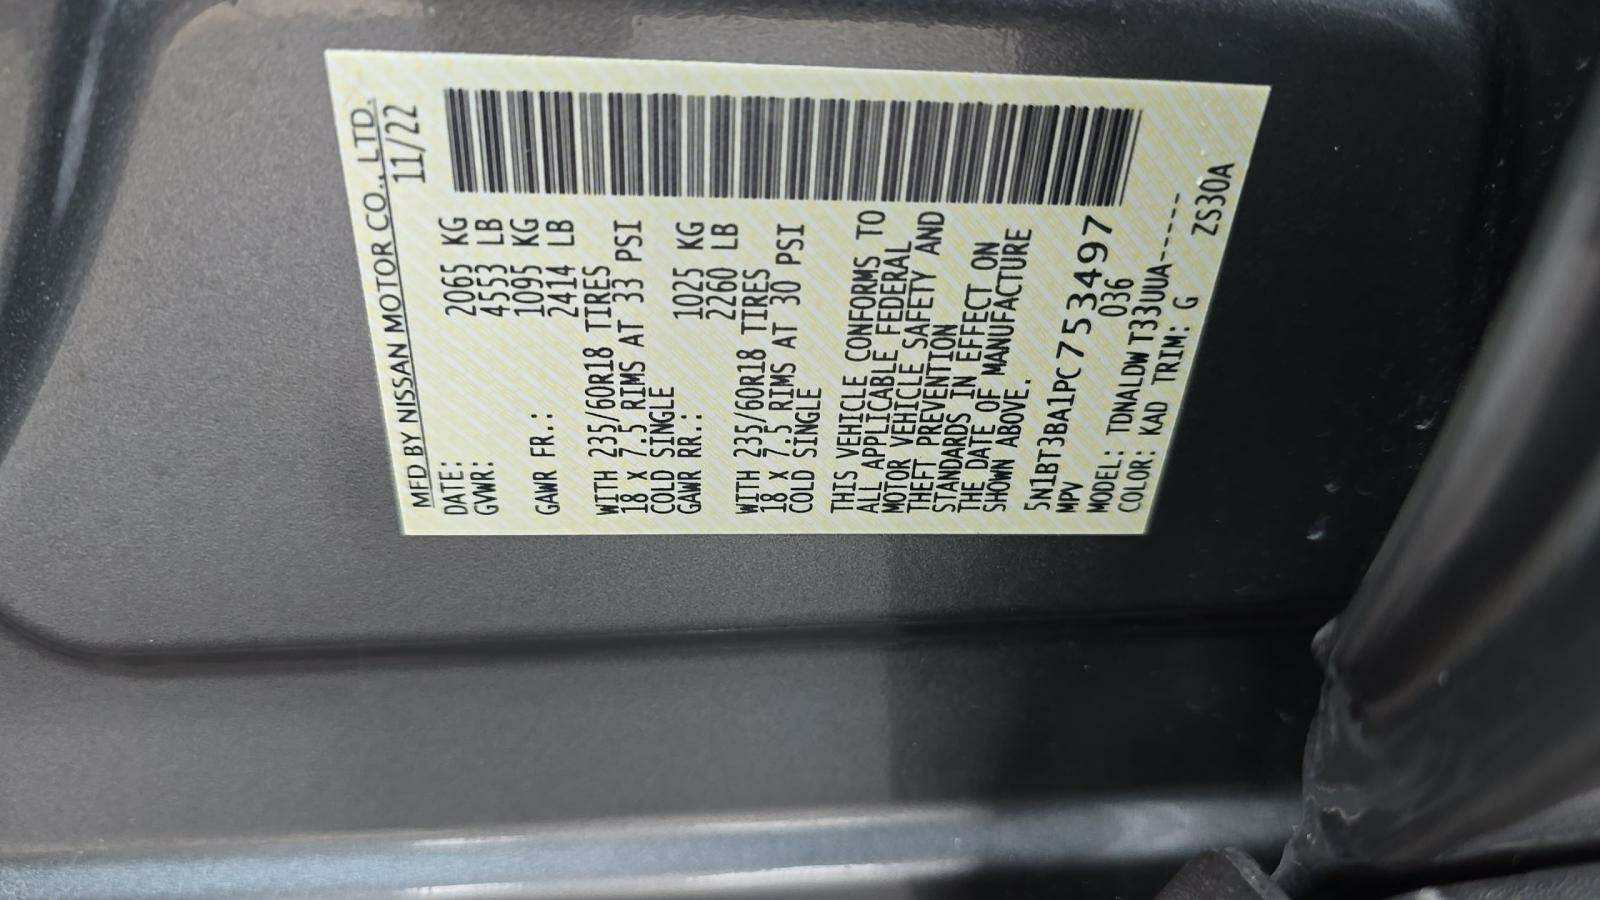 MFD BY NISSAN MOTOR CO., LTD.
DATE: 11/22
GVWR: 2065 KG
4553 LB
GAWR FR.: 1095 KG
2414 LB
WITH 235/60R18 TIRES
18 X 7.5 RIMS AT 33 PSI
COLD SINGLE
GAWR RR.: 1025 KG
2260 LB
WITH 235/60R18 TIRES
18 X 7.5 RIMS AT 30 PSI
COLD SINGLE
THIS VEHICLE CONFORMS TO
ALL APPLICABLE FEDERAL
MOTOR VEHICLE SAFETY AND
THEFT PREVENTION
STANDARDS IN EFFECT ON
THE DATE OF MANUFACTURE
SHOWN ABOVE.
5N1BT3BA1PC753497
MPV 036
MODEL: TDNALDWT33UUA-----
COLOR: KAD TRIM: G ZS30A